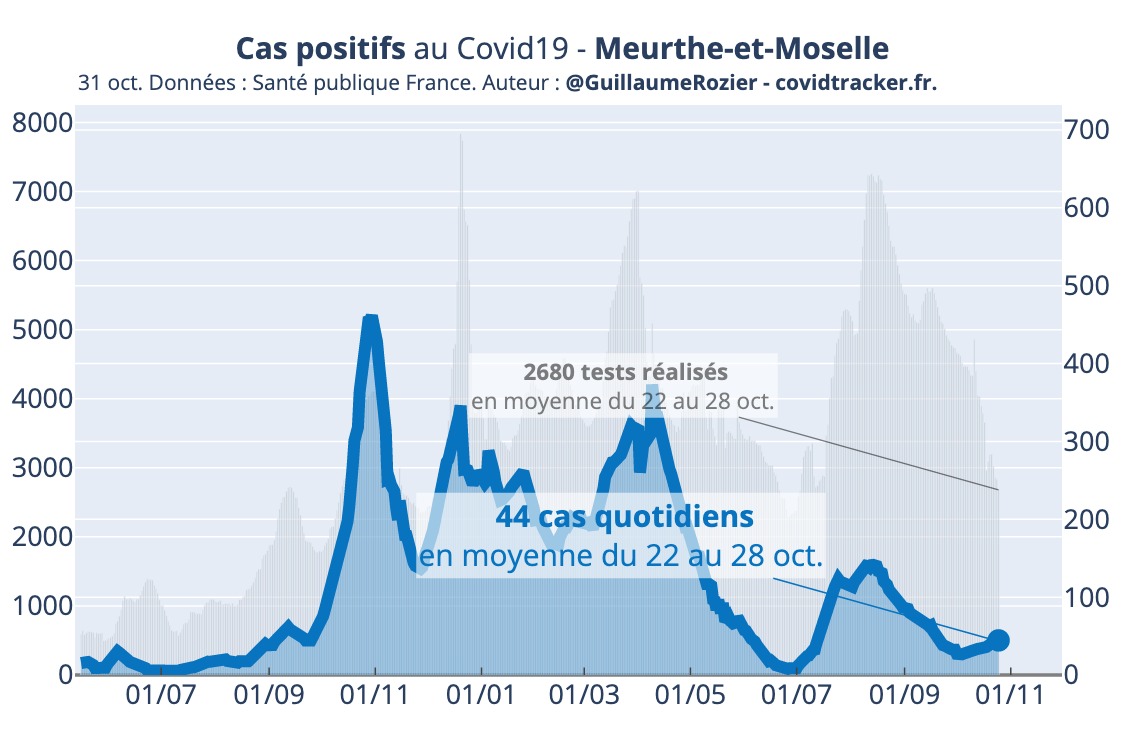 Cas positifs au Covid19 - Meurthe-et-Moselle
31 oct. Données : Santé publique France. Auteur : @GuillaumeRozier - covidtracker.fr.
8000
7000
6000
5000
4000
3000
2000
1000
0
700
600
500
400
300
200
100
0
2680 tests réalisés
en moyenne du 22 au 28 oct.
44 cas quotidiens
en moyenne du 22 au 28 oct.
01/07 01/09 01/11 01/01 01/03 01/05 01/07 01/09 01/11